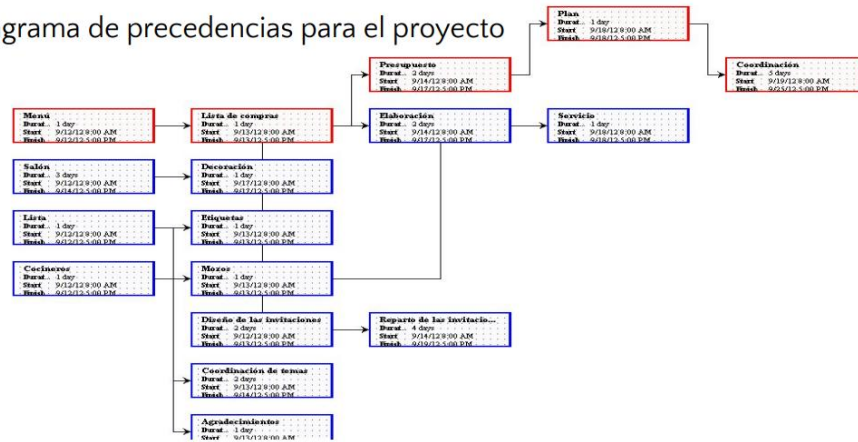 grama de precedencias para el proyecto
Plan
Durat... 1 day
Start 9/18/12 8:00 AM
Finish 9/18/12 5:00 PM
Presupuesto
Durat... 2 days
Start 9/14/12 8:00 AM
Finish 9/17/12 5:00 PM
Coordinación
Durat... 5 days
Start 9/19/12 8:00 AM
Finish 9/25/12 5:00 PM
Menú
Durat... 1 day
Start 9/12/12 8:00 AM
Finish 9/12/12 5:00 PM
Lista de compras
Durat... 1 day
Start 9/13/12 8:00 AM
Finish 9/13/12 5:00 PM
Elaboración
Durat... 2 days
Start 9/14/12 8:00 AM
Finish 9/17/12 5:00 PM
Servicio
Durat... 1 day
Start 9/18/12 8:00 AM
Finish 9/18/12 5:00 PM
Salón
Durat... 3 days
Start 9/12/12 8:00 AM
Finish 9/14/12 5:00 PM
Decoración
Durat... 1 day
Start 9/17/12 8:00 AM
Finish 9/17/12 5:00 PM
Lista
Durat... 1 day
Start 9/12/12 8:00 AM
Finish 9/12/12 5:00 PM
Etiquetas
Durat... 1 day
Start 9/13/12 8:00 AM
Finish 9/13/12 5:00 PM
Cocineros
Durat... 1 day
Start 9/12/12 8:00 AM
Finish 9/12/12 5:00 PM
Mozos
Durat... 1 day
Start 9/13/12 8:00 AM
Finish 9/13/12 5:00 PM
Diseño de las invitaciones
Durat... 2 days
Start 9/12/12 8:00 AM
Finish 9/13/12 5:00 PM
Reparto de las invitacio...
Durat... 4 days
Start 9/14/12 8:00 AM
Finish 9/19/12 5:00 PM
Coordinación de temas
Durat... 2 days
Start 9/13/12 8:00 AM
Finish 9/14/12 5:00 PM
Agradecimientos
Durat... 1 day
Start 9/13/12 8:00 AM